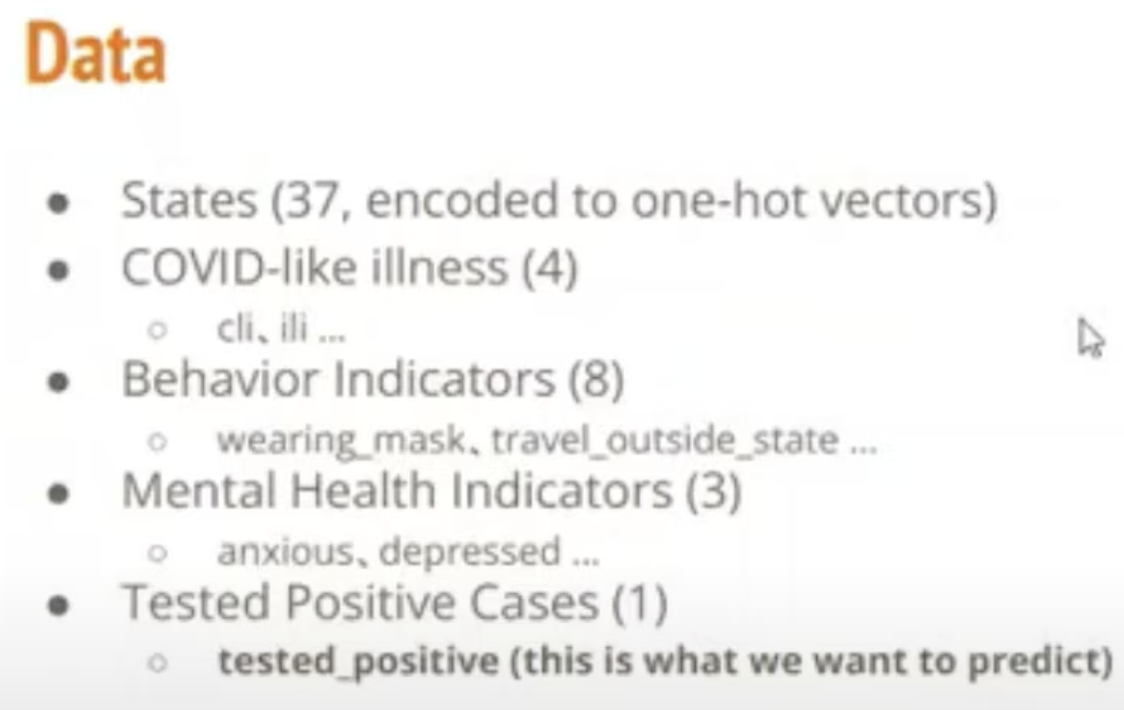 Data
● States (37, encoded to one-hot vectors)
● COVID-like illness (4)
○ cli、ili ...
● Behavior Indicators (8)
○ wearing_mask、travel_outside_state ...
● Mental Health Indicators (3)
○ anxious、depressed ...
● Tested Positive Cases (1)
○ tested_positive (this is what we want to predict)